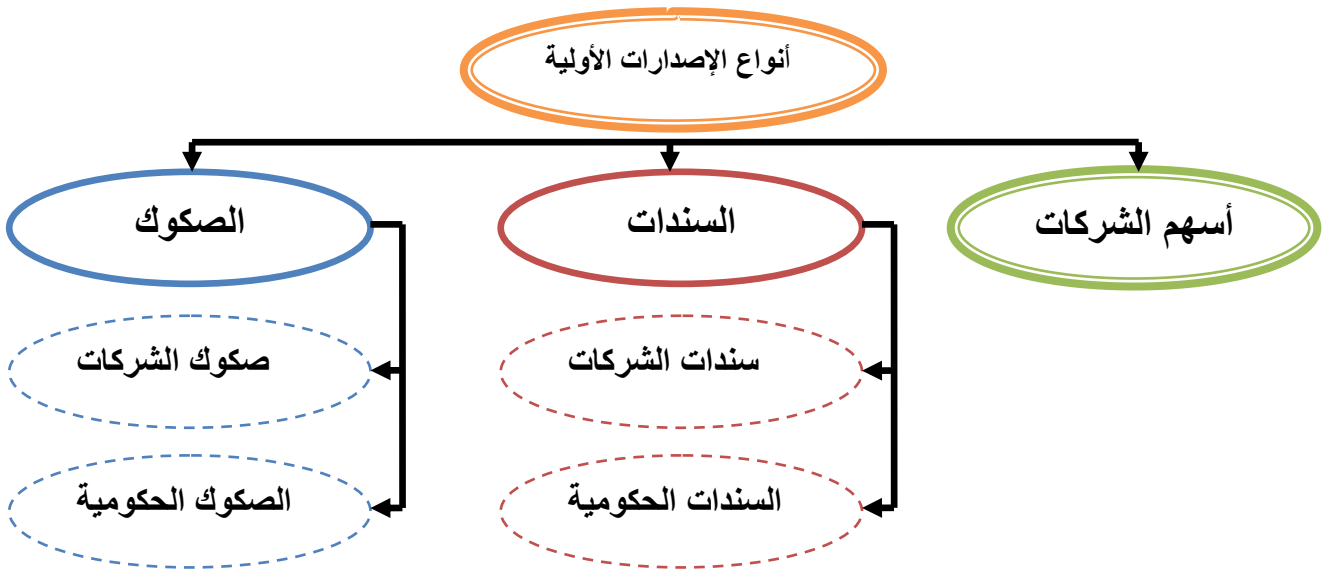 أنواع الإصدارات الأولية
أسهم الشركات
السندات
الصكوك
سندات الشركات
صكوك الشركات
السندات الحكومية
الصكوك الحكومية